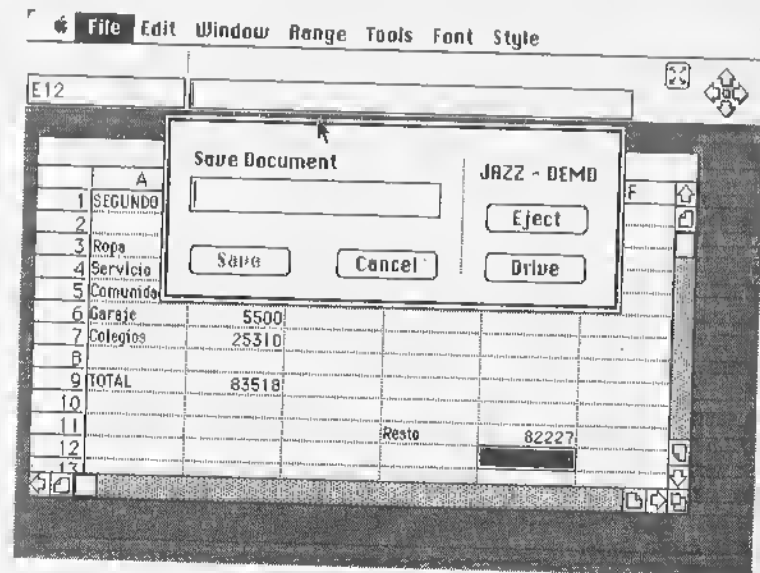 File Edit Window Range Tools Font Style
E12
Save Document
JAZZ - DEMO
Eject
Save Cancel Drive
A F
1 SEGUNDO
2
3 Ropa
4 Servicio
5 Comunida
6 Garaje 5500
7 Colegios 25310
8
9 TOTAL 83518
10
11 Resto 82227
12
13